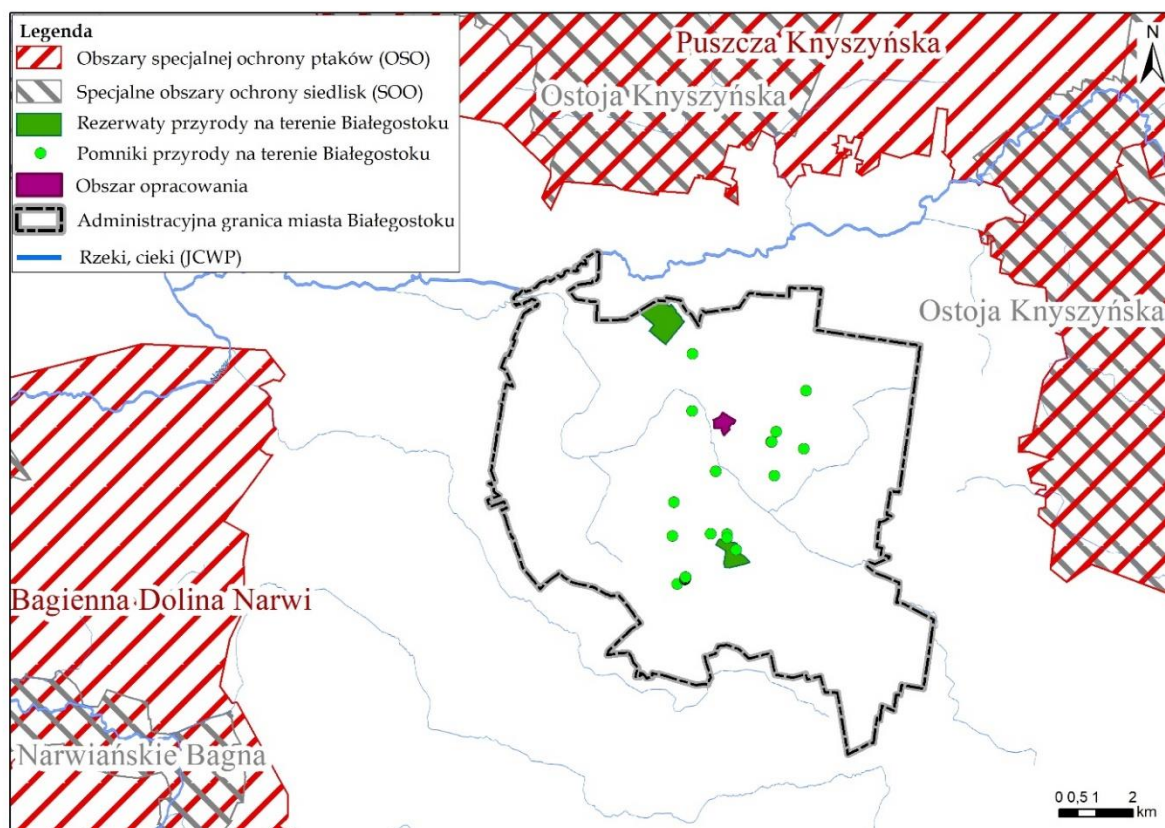 Legenda
Obszary specjalnej ochrony ptaków (OSO)
Specjalne obszary ochrony siedlisk (SOO)
Rezerwaty przyrody na terenie Białegostoku
Pomniki przyrody na terenie Białegostoku
Obszar opracowania
Administracyjna granica miasta Białegostoku
Rzeki, cieki (JCWP)
Puszcza Knyszyńska
N
Ostoja Knyszyńska
Ostoja Knyszyńska
Bagienna Dolina Narwi
Narwiańskie Bagna
0 0,5 1 2
km